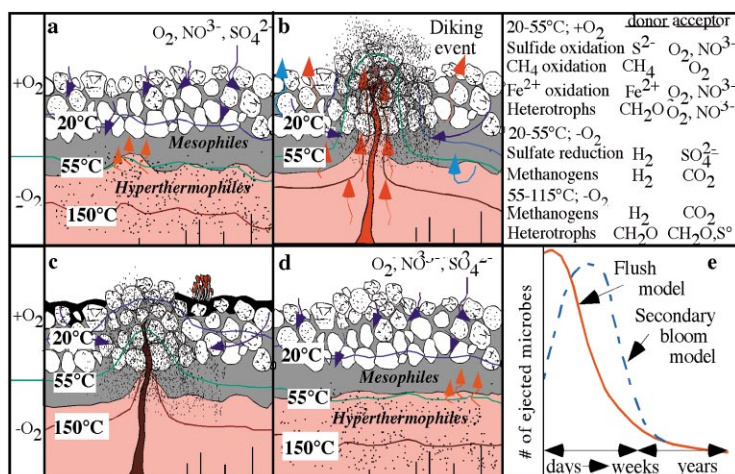 a
O₂, NO³⁻, SO₄²⁻
+O₂
20°C
Mesophiles
55°C
Hyperthermophiles
-O₂
150°C
b
Diking
event
20°C
55°C
20-55°C; +O₂ donor acceptor
Sulfide oxidation S²⁻ O₂, NO³⁻
CH₄ oxidation CH₄ O₂
Fe²⁺ oxidation Fe²⁺ O₂, NO³⁻
Heterotrophs CH₂O O₂, NO³⁻
20-55°C; -O₂
Sulfate reduction H₂ SO₄²⁻
Methanogens H₂ CO₂
55-115°C; -O₂
Methanogens H₂ CO₂
Heterotrophs CH₂O CH₂O,S°
c
+O₂
20°C
55°C
-O₂
150°C
d
O₂, NO³⁻, SO₄²⁻
20°C
Mesophiles
55°C
Hyperthermophiles
150°C
e
Flush
model
Secondary
bloom
model
# of ejected microbes
days weeks years